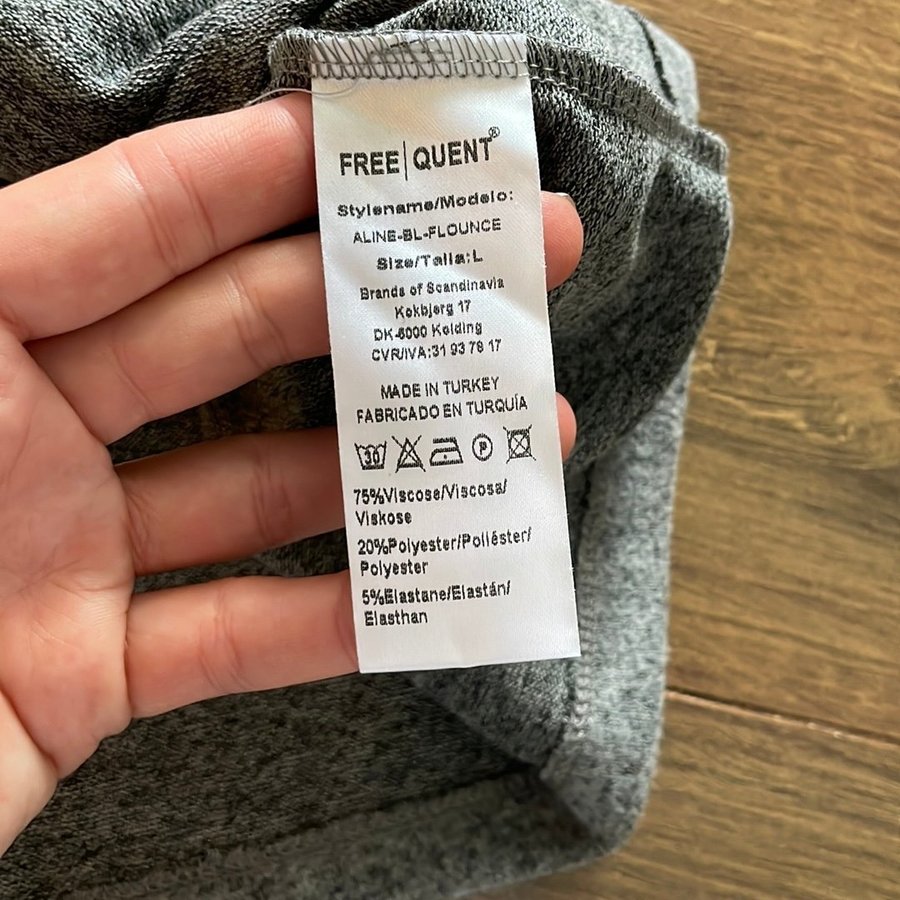 FREE|QUENT®
Stylename/Modelo:
ALINE-BL-FLOUNCE
Size/Talla:L
Brands of Scandinavia
Kokbjerg 17
DK-6000 Kolding
CVR/IVA:31 93 78 17
MADE IN TURKEY
FABRICADO EN TURQUÍA
30 P
75%Viscose/Viscosa/
Viskose
20%Polyester/Poliéster/
Polyester
5%Elastane/Elastán/
Elasthan